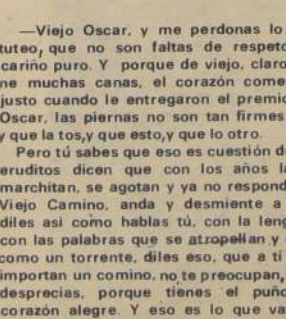 —Viejo Oscar, y me perdonas lo
tuteo, que no son faltas de respeto
cariño puro. Y porque de viejo, claro
ne muchas canas, el corazón come
justo cuando le entregaron el premio
Oscar, las piernas no son tan firmes
y que la tos,y que esto,y que lo otro.
Pero tú sabes que eso es cuestión de
eruditos dicen que con los años la
marchitan, se agotan y ya no respond
Viejo Camino, anda y desmiente a
diles asi como hablas tú, con la leng
con las palabras que se atropellan y
como un torrente, diles eso, que a tí
importan un comino, no te preocupan,
desprecias, porque tienes el puño
corazón alegre. Y eso es lo que va